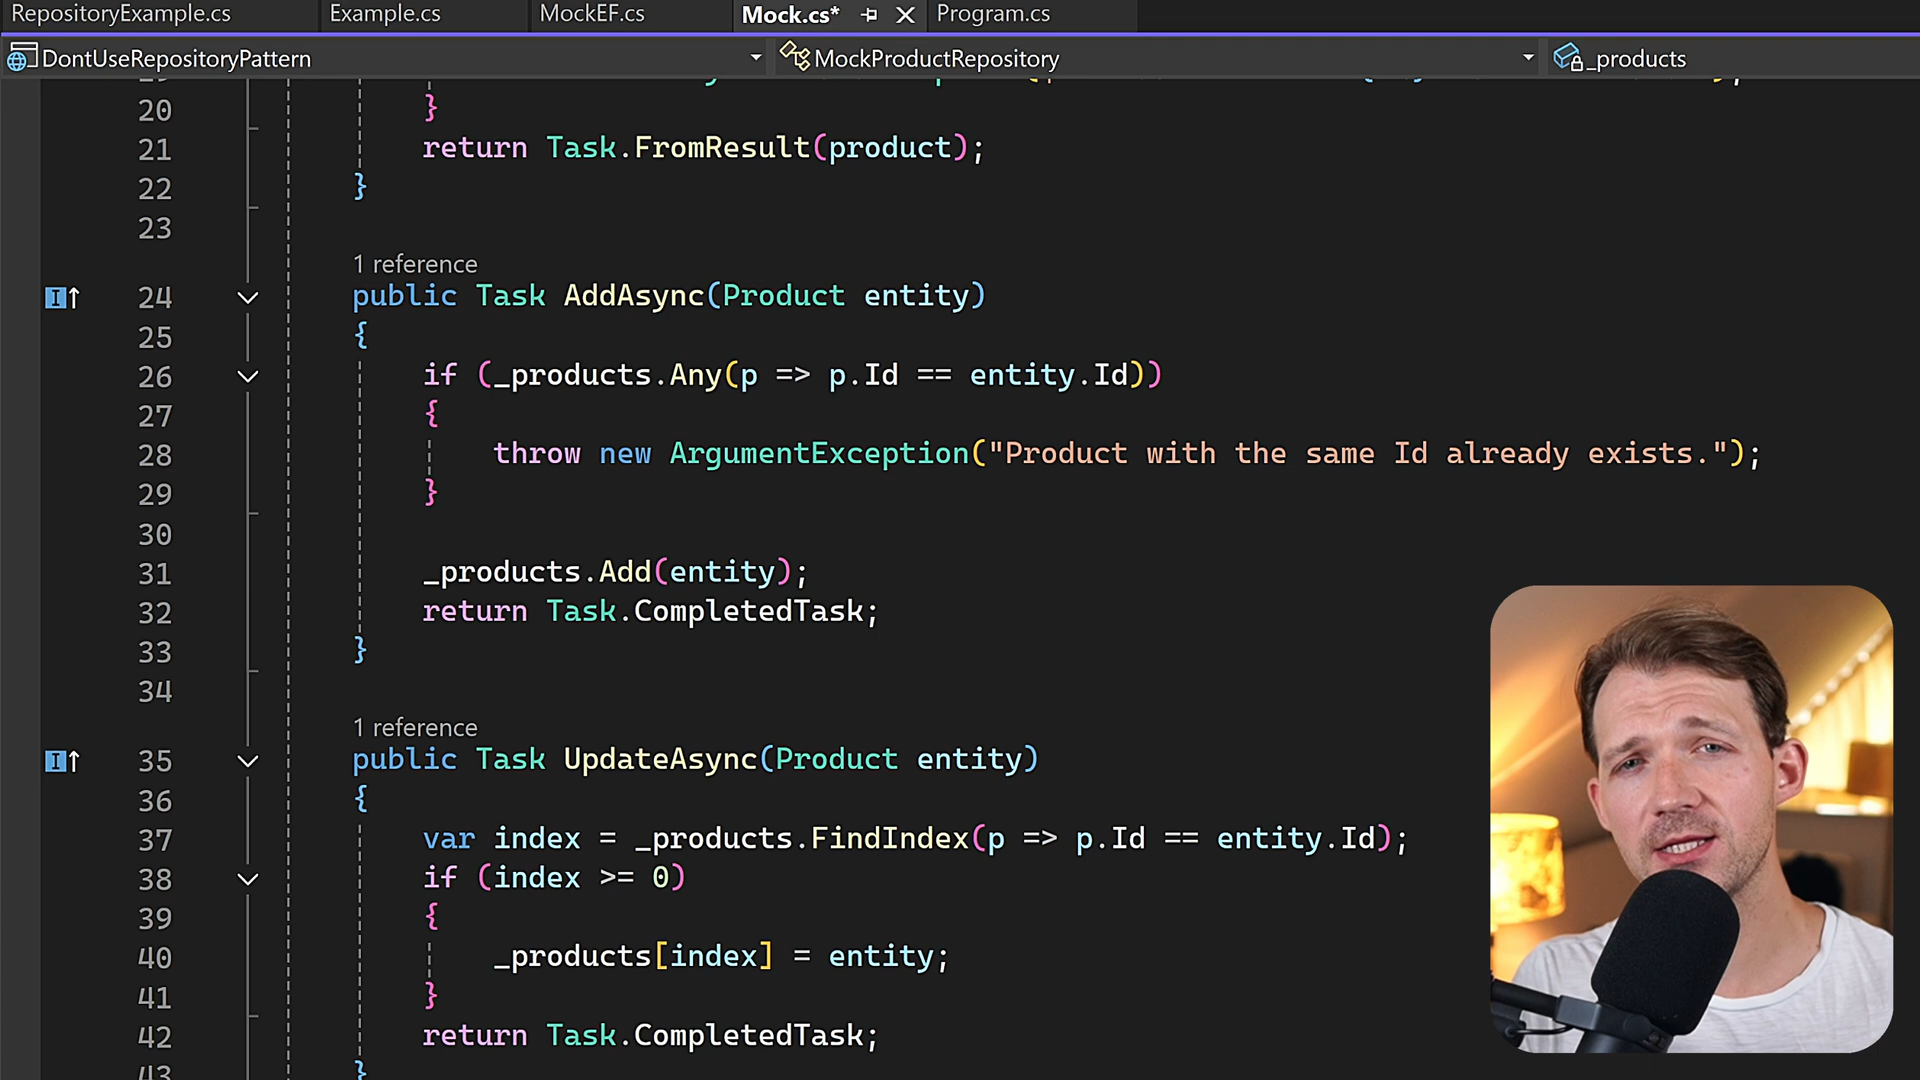 RepositoryExample.cs Example.cs MockEF.cs Mock.cs* Program.cs
DontUseRepositoryPattern MockProductRepository _products
20 }
21 return Task.FromResult(product);
22 }
23
1 reference
24 public Task AddAsync(Product entity)
25 {
26 if (_products.Any(p => p.Id == entity.Id))
27 {
28 throw new ArgumentException("Product with the same Id already exists.");
29 }
30
31 _products.Add(entity);
32 return Task.CompletedTask;
33 }
34
1 reference
35 public Task UpdateAsync(Product entity)
36 {
37 var index = _products.FindIndex(p => p.Id == entity.Id);
38 if (index >= 0)
39 {
40 _products[index] = entity;
41 }
42 return Task.CompletedTask;
43 }